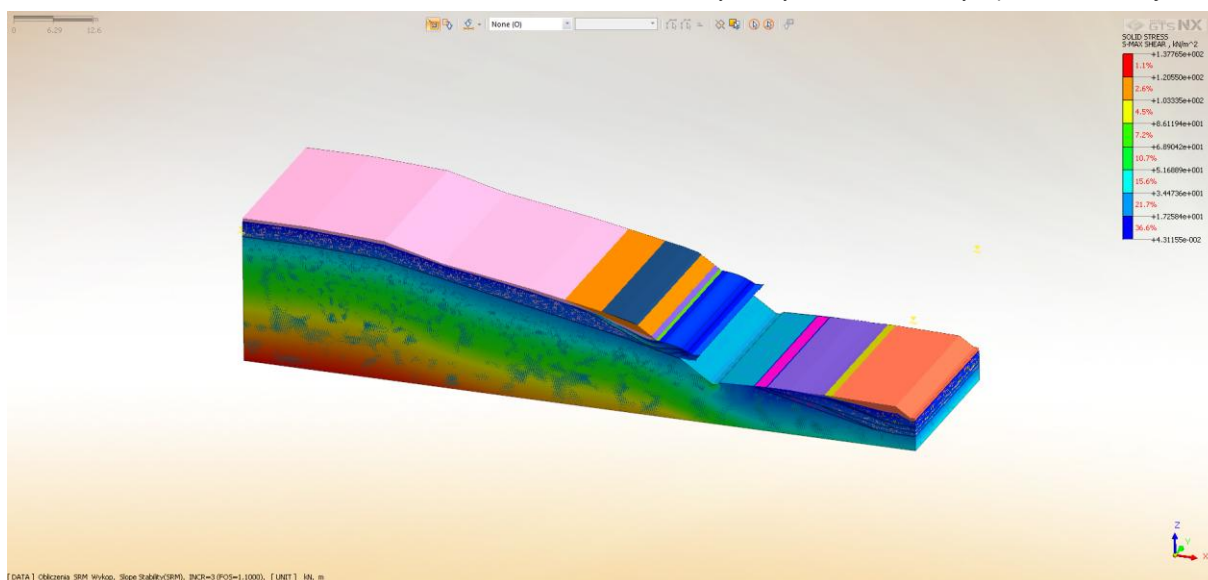 0 6.29 12.6
None (0)
GTS NX
SOLID STRESS
S-MAX SHEAR , kN/m^2
+1.37765e+002
1.1%
+1.20550e+002
2.6%
+1.03335e+002
4.5%
+8.61194e+001
7.2%
+6.89042e+001
10.7%
+5.16889e+001
15.6%
+3.44736e+001
21.7%
+1.72584e+001
36.6%
+4.31155e-002
Z
Y
X
[DATA] Obliczenia SRM Wykop, Slope Stability(SRM), INCR=3 (FOS=1.1000), [UNIT] kN, m